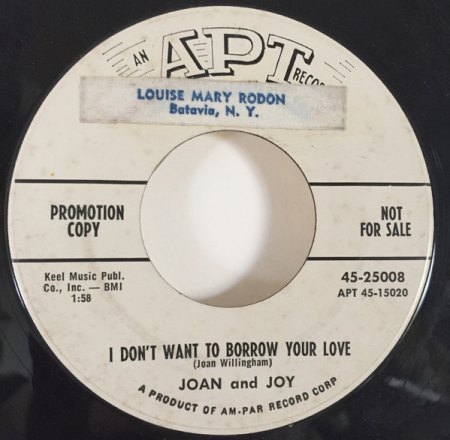 AN APT RECORD
LOUISE MARY RODON
Batavia, N. Y.
PROMOTION
COPY
NOT
FOR SALE
Keel Music Publ.
Co., Inc. — BMI
1:58
45-25008
APT 45-15020
I DON'T WANT TO BORROW YOUR LOVE
(Joan Willingham)
JOAN and JOY
A PRODUCT OF AM-PAR RECORD CORP